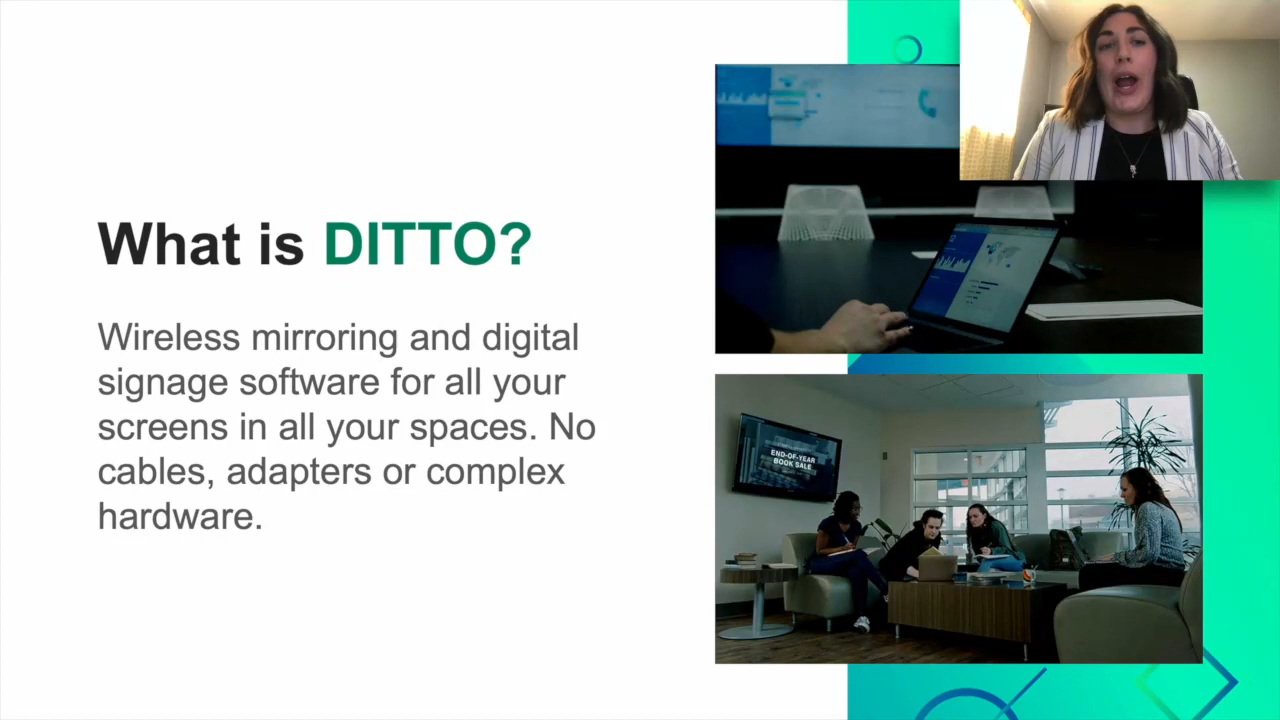 What is DITTO?
Wireless mirroring and digital
signage software for all your
screens in all your spaces. No
cables, adapters or complex
hardware.
END-OF-YEAR
BOOK SALE